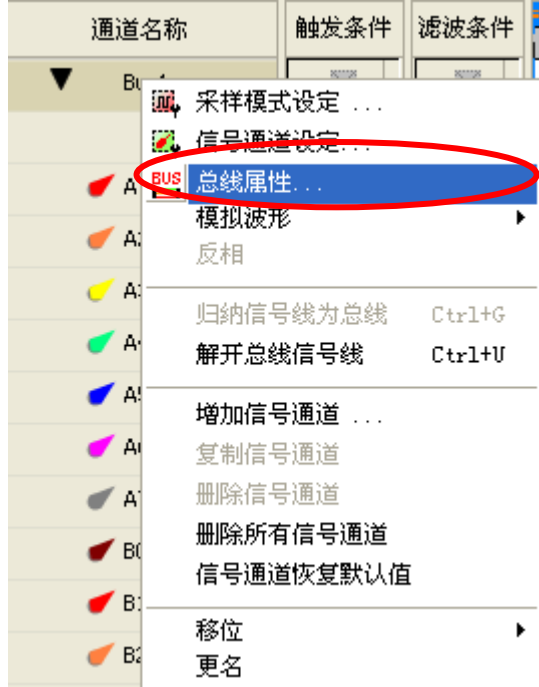 通道名称 触发条件 滤波条件
采样模式设定 ...
信号通道设定...
BUS 总线属性...
模拟波形
反相
归纳信号线为总线 Ctrl+G
解开总线信号线 Ctrl+U
增加信号通道 ...
复制信号通道
删除信号通道
删除所有信号通道
信号通道恢复默认值
移位
更名